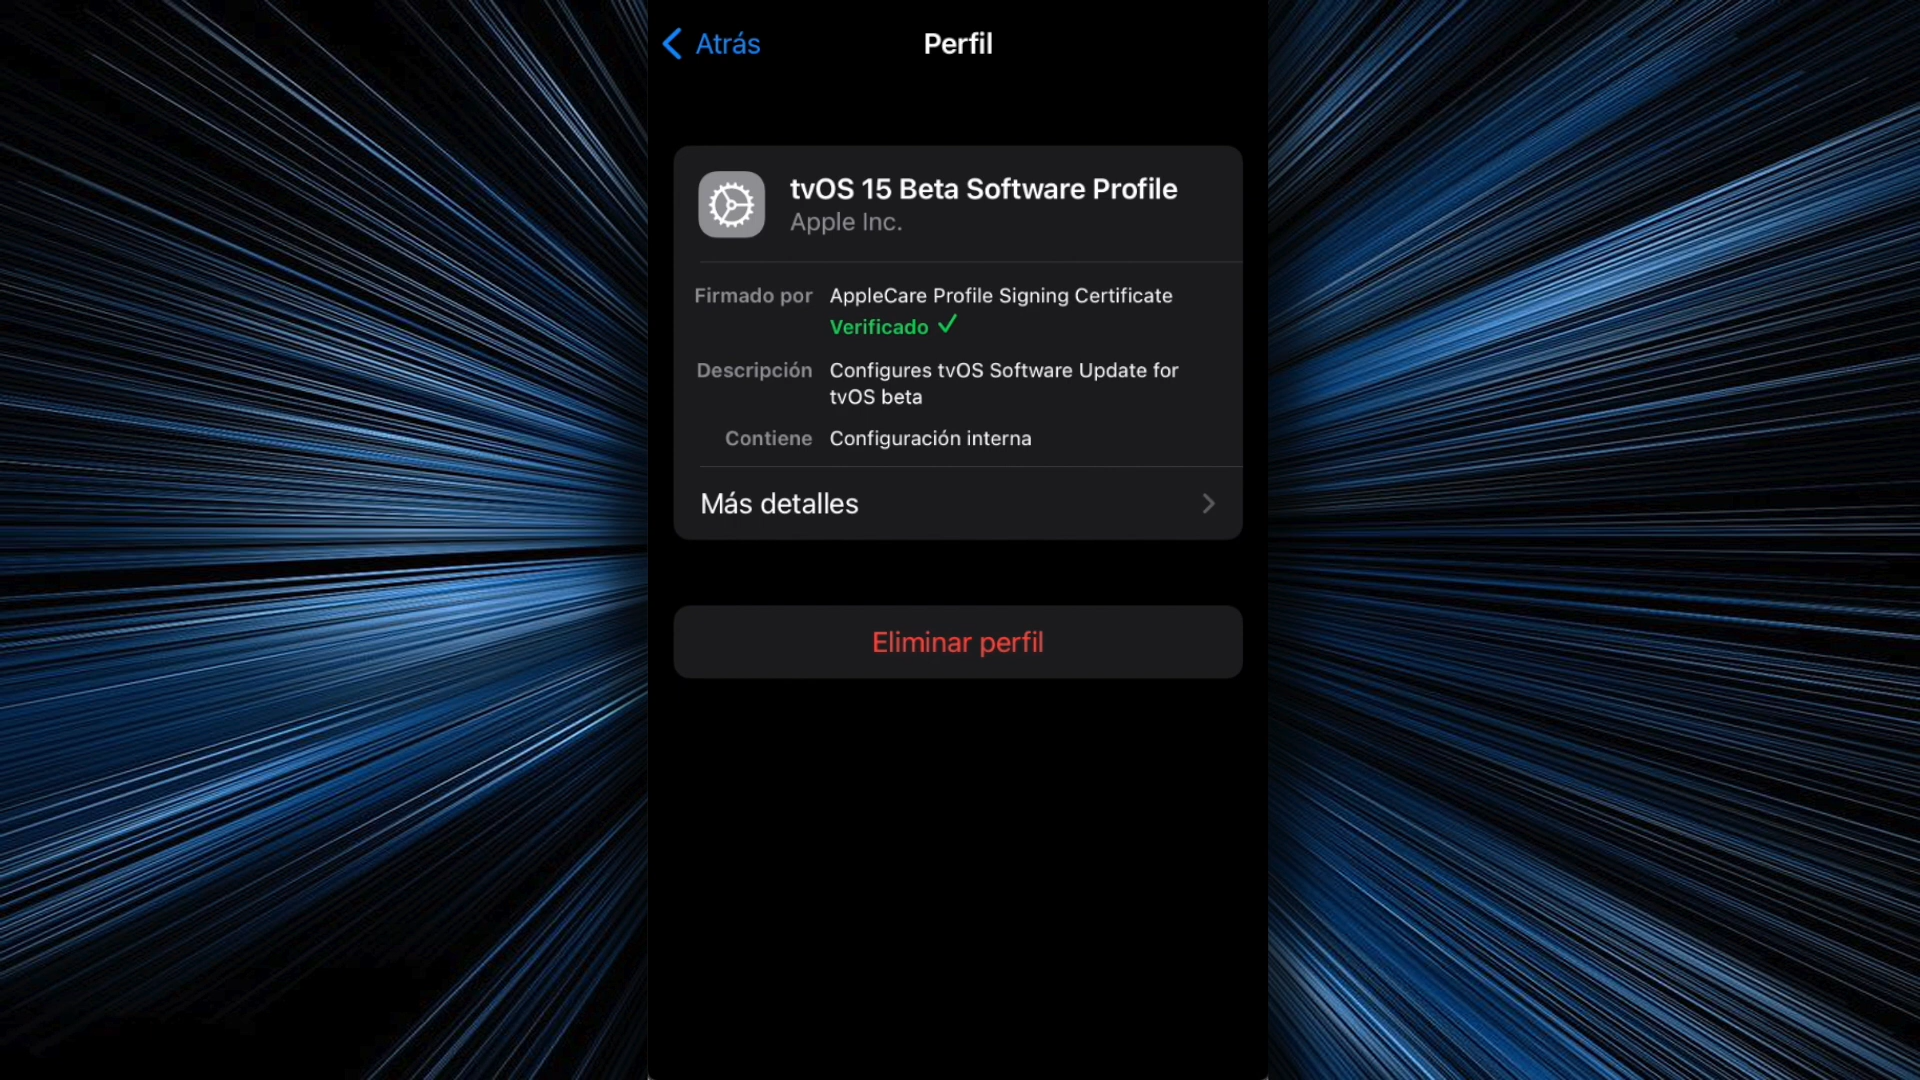 Atrás
Perfil
tvOS 15 Beta Software Profile
Apple Inc.
Firmado por AppleCare Profile Signing Certificate
Verificado
Descripción Configures tvOS Software Update for
tvOS beta
Contiene Configuración interna
Más detalles
Eliminar perfil